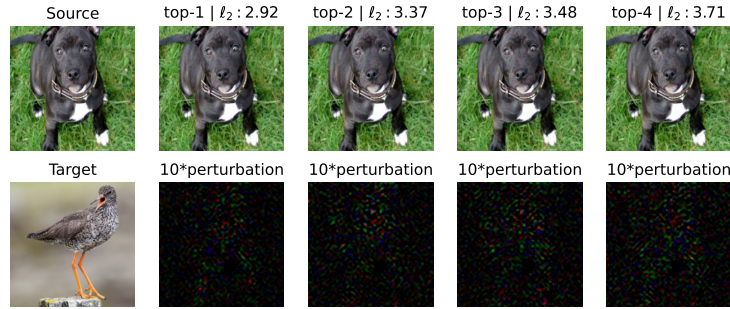 Source
top-1 | ℓ₂ : 2.92
top-2 | ℓ₂ : 3.37
top-3 | ℓ₂ : 3.48
top-4 | ℓ₂ : 3.71
Target
10*perturbation
10*perturbation
10*perturbation
10*perturbation